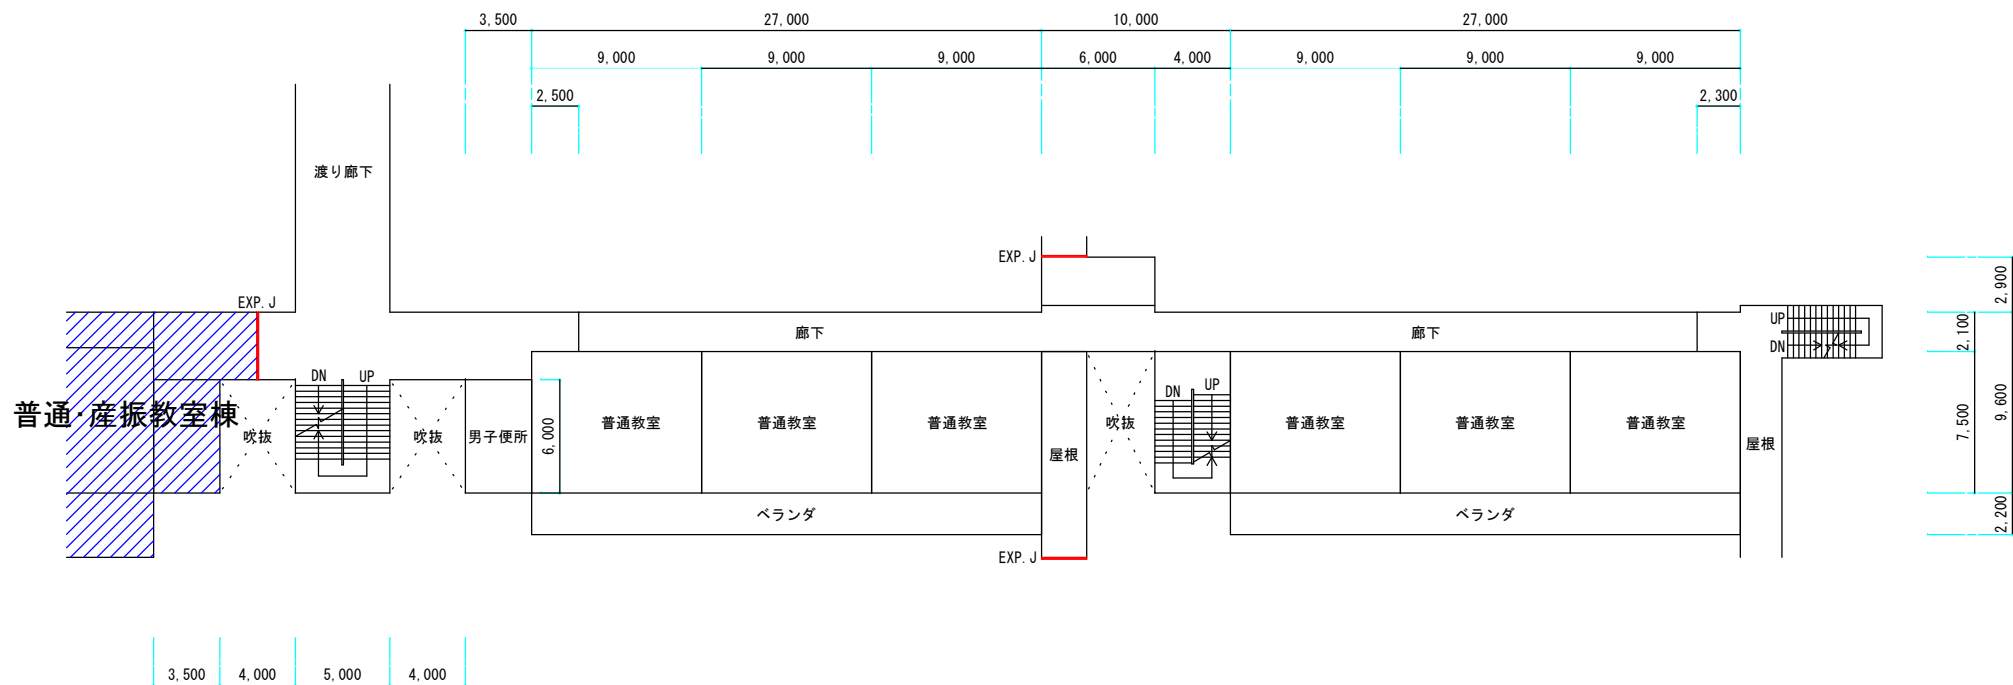 3,500 27,000 10,000 27,000
9,000 9,000 9,000 6,000 4,000 9,000 9,000 9,000
2,500 2,300
渡り廊下
EXP.J
2,900
EXP.J
UP
2,100
廊下 廊下
DN
DN UP
DN UP
普通・産振教室棟
吹抜 吹抜 男子便所 6,000 普通教室 普通教室 普通教室 吹抜 普通教室 普通教室 普通教室
7,500 9,600
屋根 屋根
ベランダ ベランダ
2,200
EXP.J
3,500 4,000 5,000 4,000